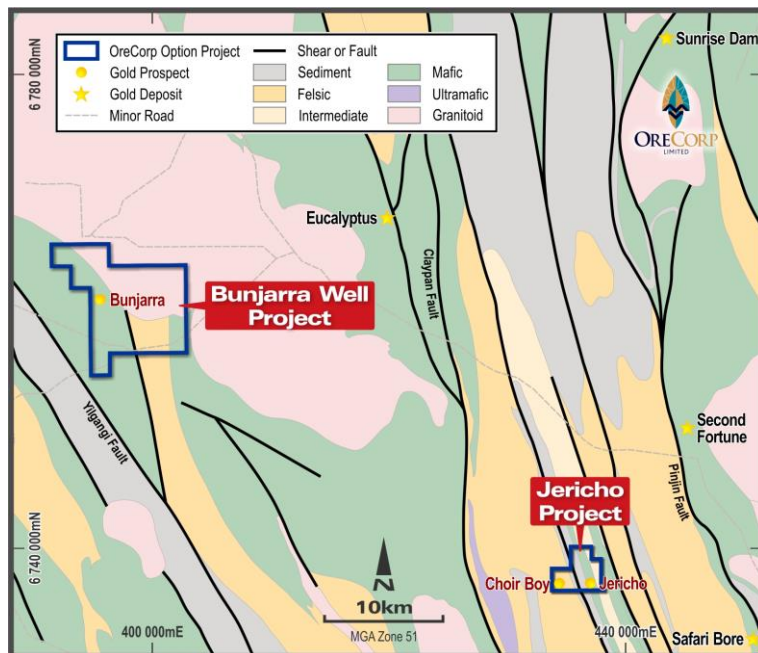 OreCorp Option Project
Gold Prospect
Gold Deposit
Minor Road
Shear or Fault
Sediment
Felsic
Intermediate
Mafic
Ultramafic
Granitoid
Sunrise Dam
ORECORP
LIMITED
6 780 000mN
Eucalyptus
Claypan Fault
Bunjarra
Bunjarra Well
Project
Yilgangi Fault
Second
Fortune
Pinjin Fault
Jericho
Project
6 740 000mN
Choir Boy
Jericho
N
10km
MGA Zone 51
400 000mE
440 000mE
Safari Bore